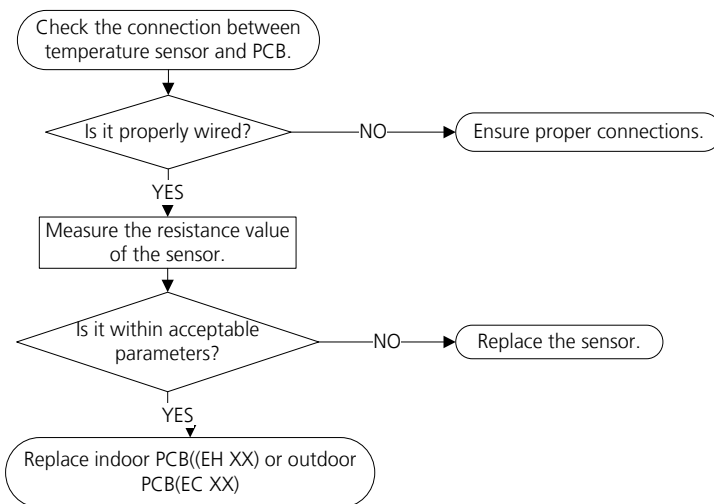 Check the connection between
temperature sensor and PCB.
Is it properly wired?
NO
Ensure proper connections.
YES
Measure the resistance value
of the sensor.
Is it within acceptable
parameters?
NO
Replace the sensor.
YES
Replace indoor PCB((EH XX) or outdoor
PCB(EC XX)